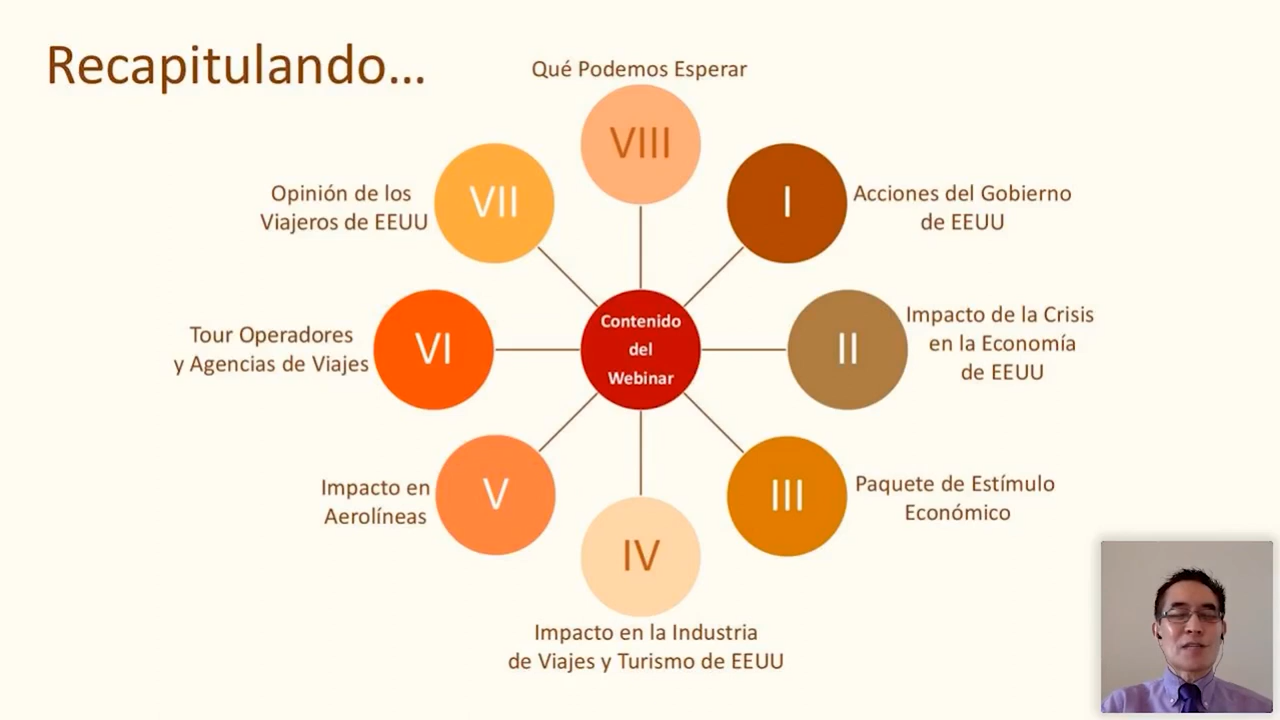 Recapitulando...
Qué Podemos Esperar
VIII
VII
I
Opinión de los
Viajeros de EEUU
Acciones del Gobierno
de EEUU
Contenido
del
Webinar
VI
Tour Operadores
y Agencias de Viajes
II
Impacto de la Crisis
en la Economía
de EEUU
V
Impacto en
Aerolíneas
III
Paquete de Estímulo
Económico
IV
Impacto en la Industria
de Viajes y Turismo de EEUU